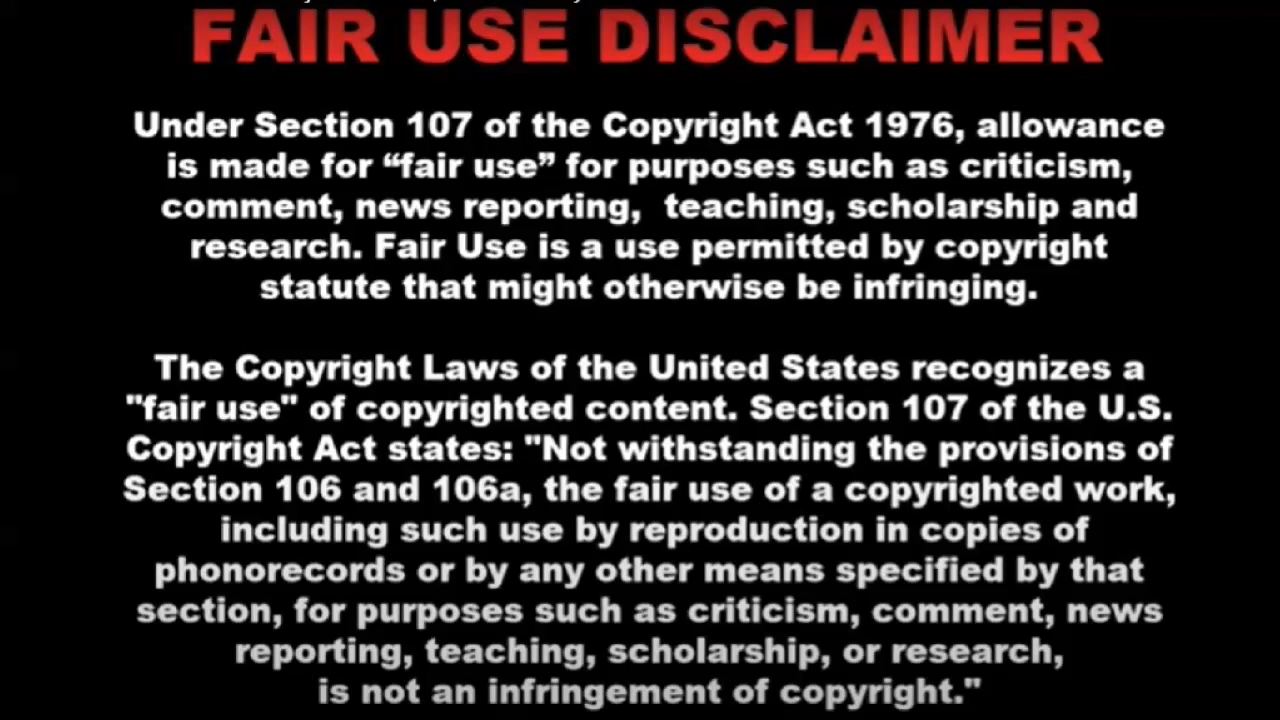 FAIR USE DISCLAIMER
Under Section 107 of the Copyright Act 1976, allowance
is made for “fair use” for purposes such as criticism,
comment, news reporting, teaching, scholarship and
research. Fair Use is a use permitted by copyright
statute that might otherwise be infringing.
The Copyright Laws of the United States recognizes a
"fair use" of copyrighted content. Section 107 of the U.S.
Copyright Act states: "Not withstanding the provisions of
Section 106 and 106a, the fair use of a copyrighted work,
including such use by reproduction in copies of
phonorecords or by any other means specified by that
section, for purposes such as criticism, comment, news
reporting, teaching, scholarship, or research,
is not an infringement of copyright."